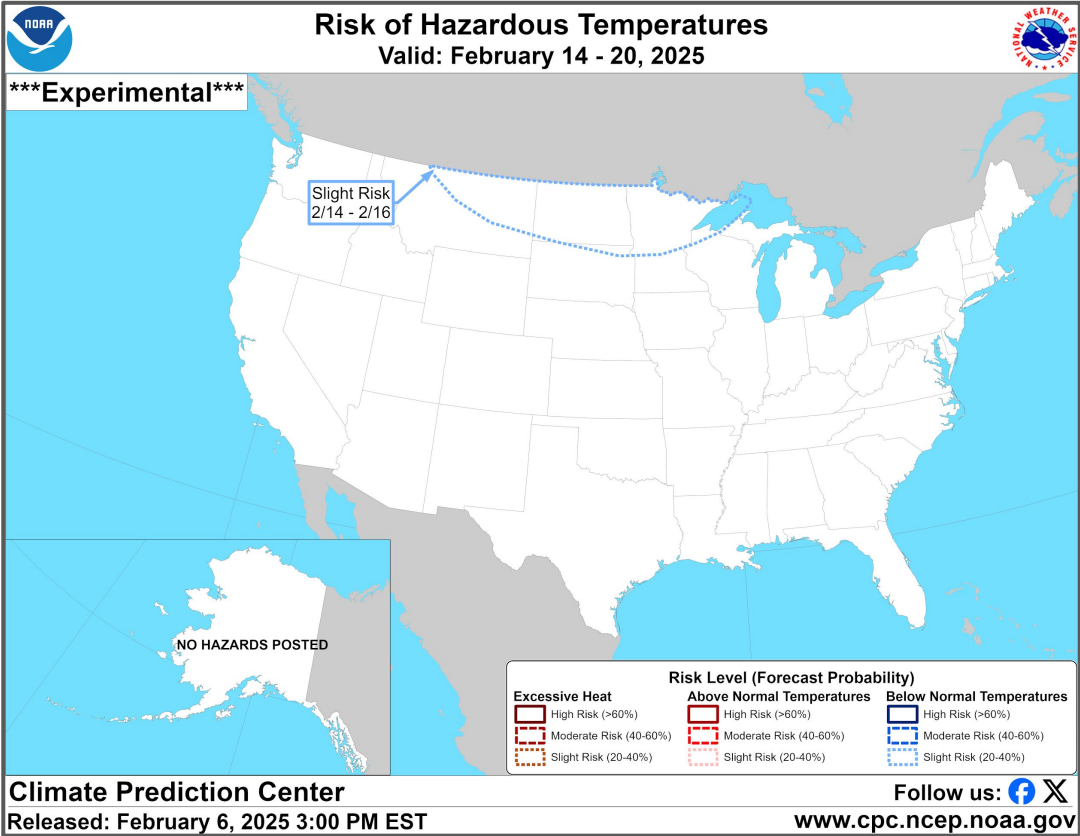 NOAA
Risk of Hazardous Temperatures
Valid: February 14 - 20, 2025
NATIONAL WEATHER SERVICE
***Experimental***
Slight Risk
2/14 - 2/16
NO HAZARDS POSTED
Risk Level (Forecast Probability)
Excessive Heat
High Risk (>60%)
Moderate Risk (40-60%)
Slight Risk (20-40%)
Above Normal Temperatures
High Risk (>60%)
Moderate Risk (40-60%)
Slight Risk (20-40%)
Below Normal Temperatures
High Risk (>60%)
Moderate Risk (40-60%)
Slight Risk (20-40%)
Climate Prediction Center
Follow us:
Released: February 6, 2025 3:00 PM EST
www.cpc.ncep.noaa.gov